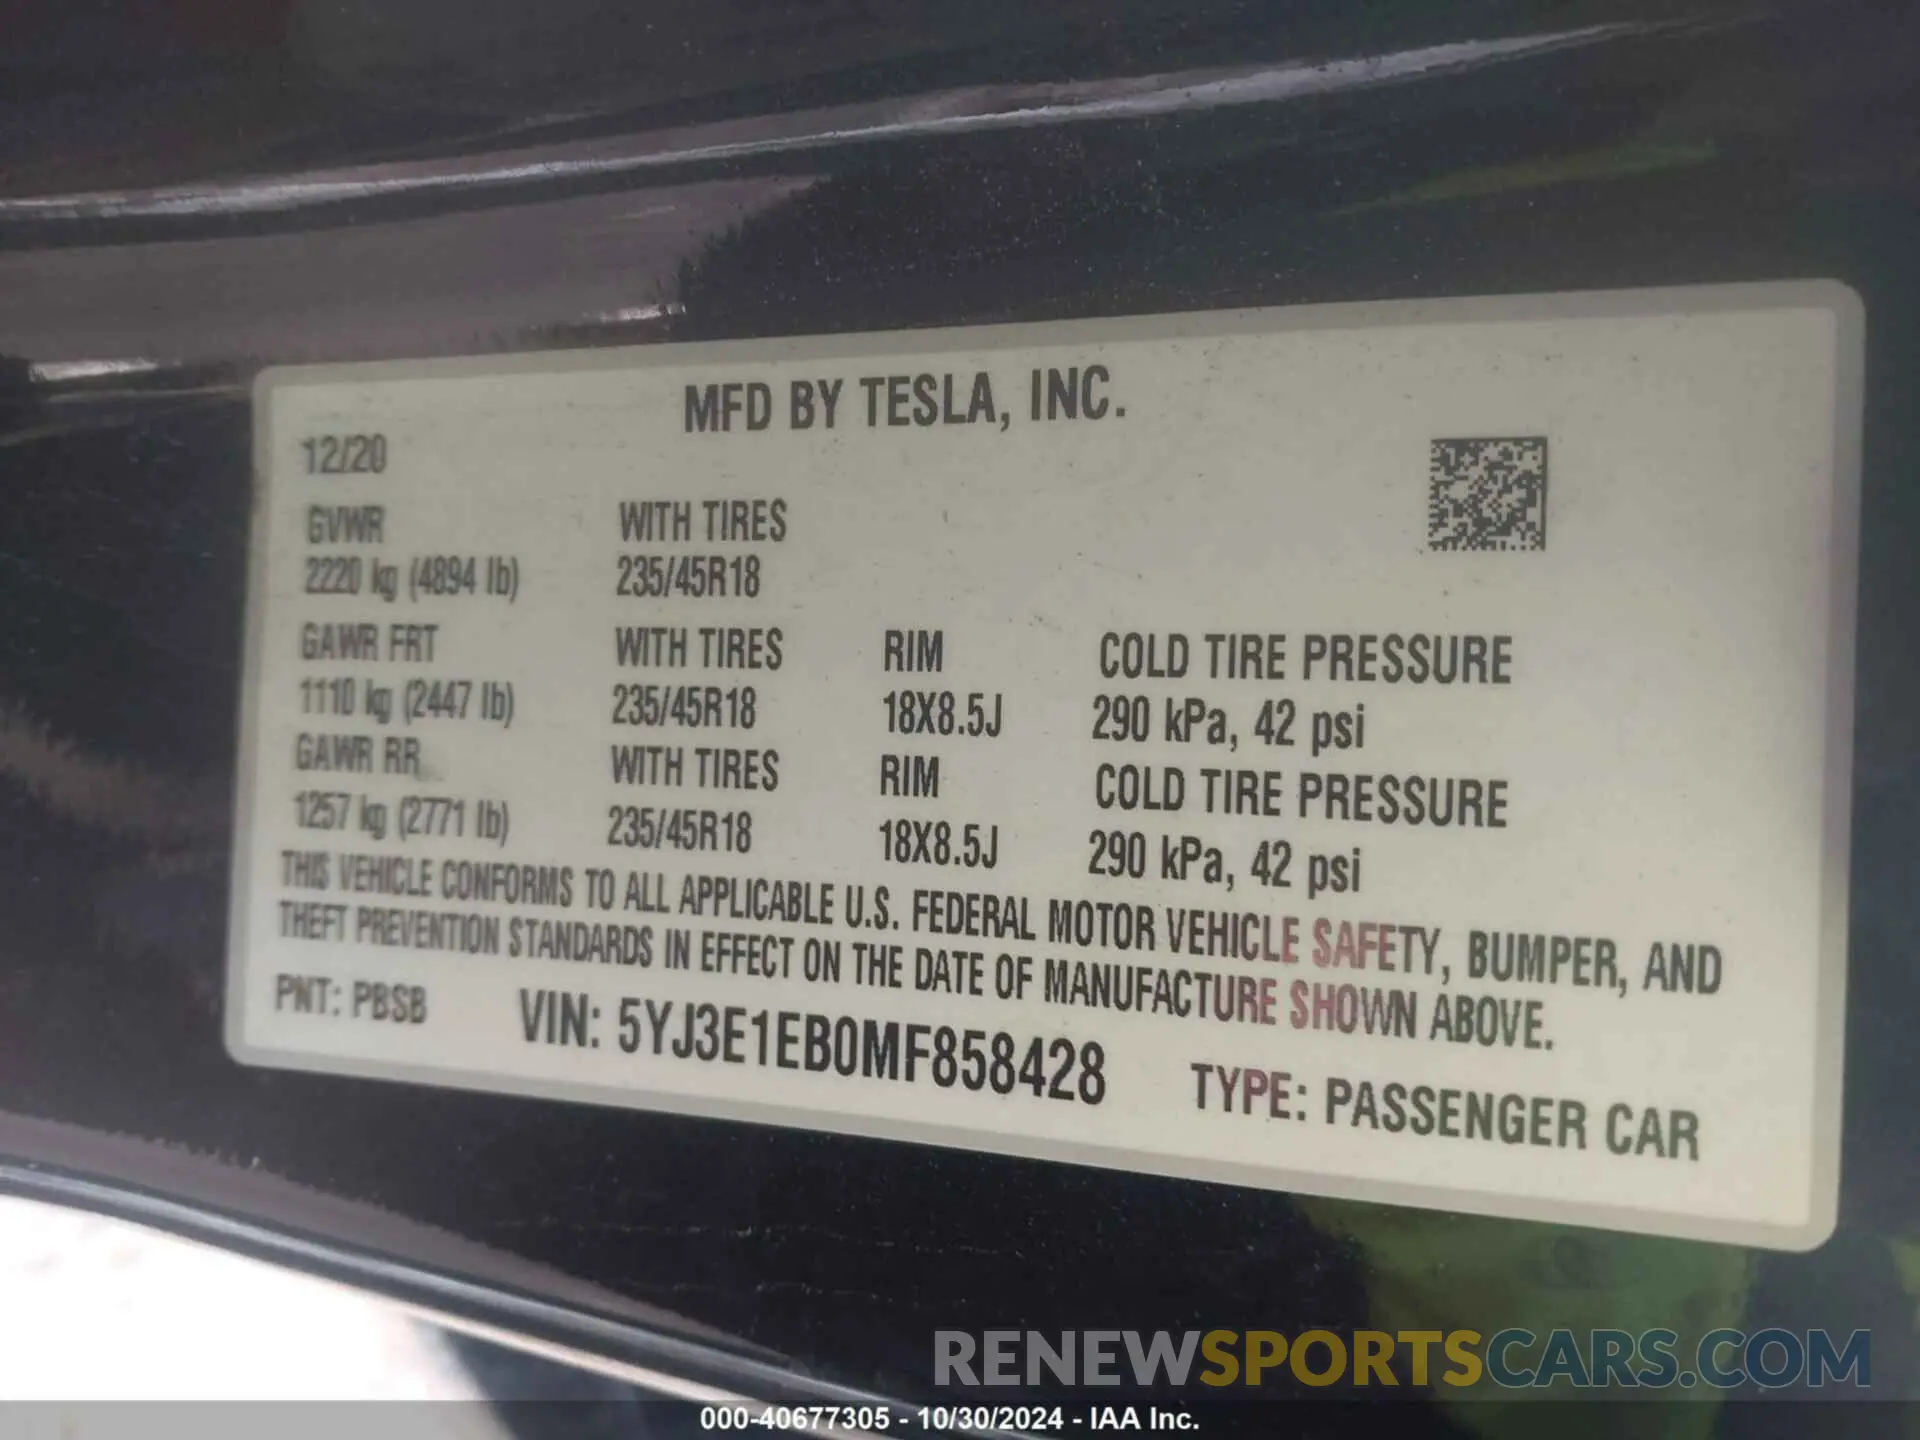 MFD BY TESLA, INC.
12/20
GVWR WITH TIRES
2220 kg (4894 lb) 235/45R18
GAWR FRT WITH TIRES RIM COLD TIRE PRESSURE
1110 kg (2447 lb) 235/45R18 18X8.5J 290 kPa, 42 psi
GAWR RR WITH TIRES RIM COLD TIRE PRESSURE
1257 kg (2771 lb) 235/45R18 18X8.5J 290 kPa, 42 psi
THIS VEHICLE CONFORMS TO ALL APPLICABLE U.S. FEDERAL MOTOR VEHICLE SAFETY, BUMPER, AND
THEFT PREVENTION STANDARDS IN EFFECT ON THE DATE OF MANUFACTURE SHOWN ABOVE.
PNT: PBSB VIN: 5YJ3E1EB0MF858428 TYPE: PASSENGER CAR
RENEWSPORTSCARS.COM
000-40677305 - 10/30/2024 - IAA Inc.